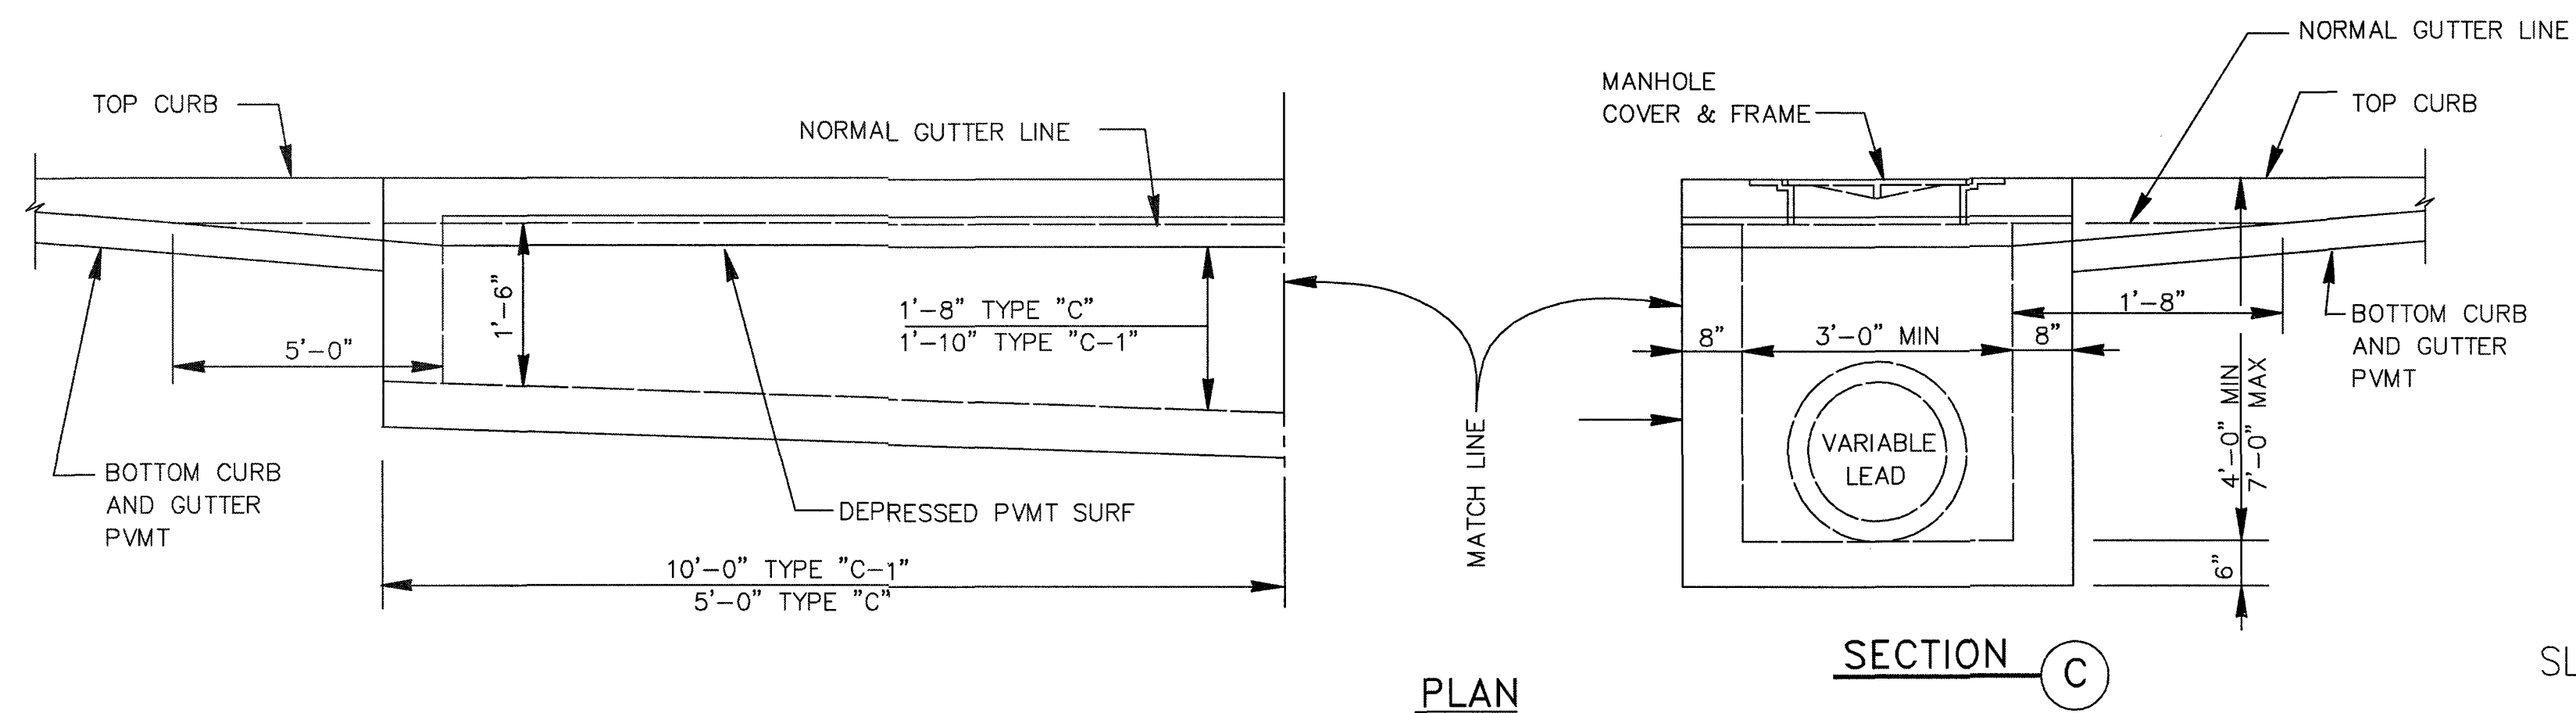 TOP CURB
NORMAL GUTTER LINE
1'-6"
1'-8" TYPE "C"
1'-10" TYPE "C-1"
5'-0"
BOTTOM CURB
AND GUTTER
PVMT
DEPRESSED PVMT SURF
10'-0" TYPE "C-1"
5'-0" TYPE "C"
MATCH LINE
MANHOLE
COVER & FRAME
NORMAL GUTTER LINE
TOP CURB
8"
3'-0" MIN
8"
1'-8"
BOTTOM CURB
AND GUTTER
PVMT
VARIABLE
LEAD
4'-0" MIN
7'-0" MAX
6"
SECTION C
PLAN
SL